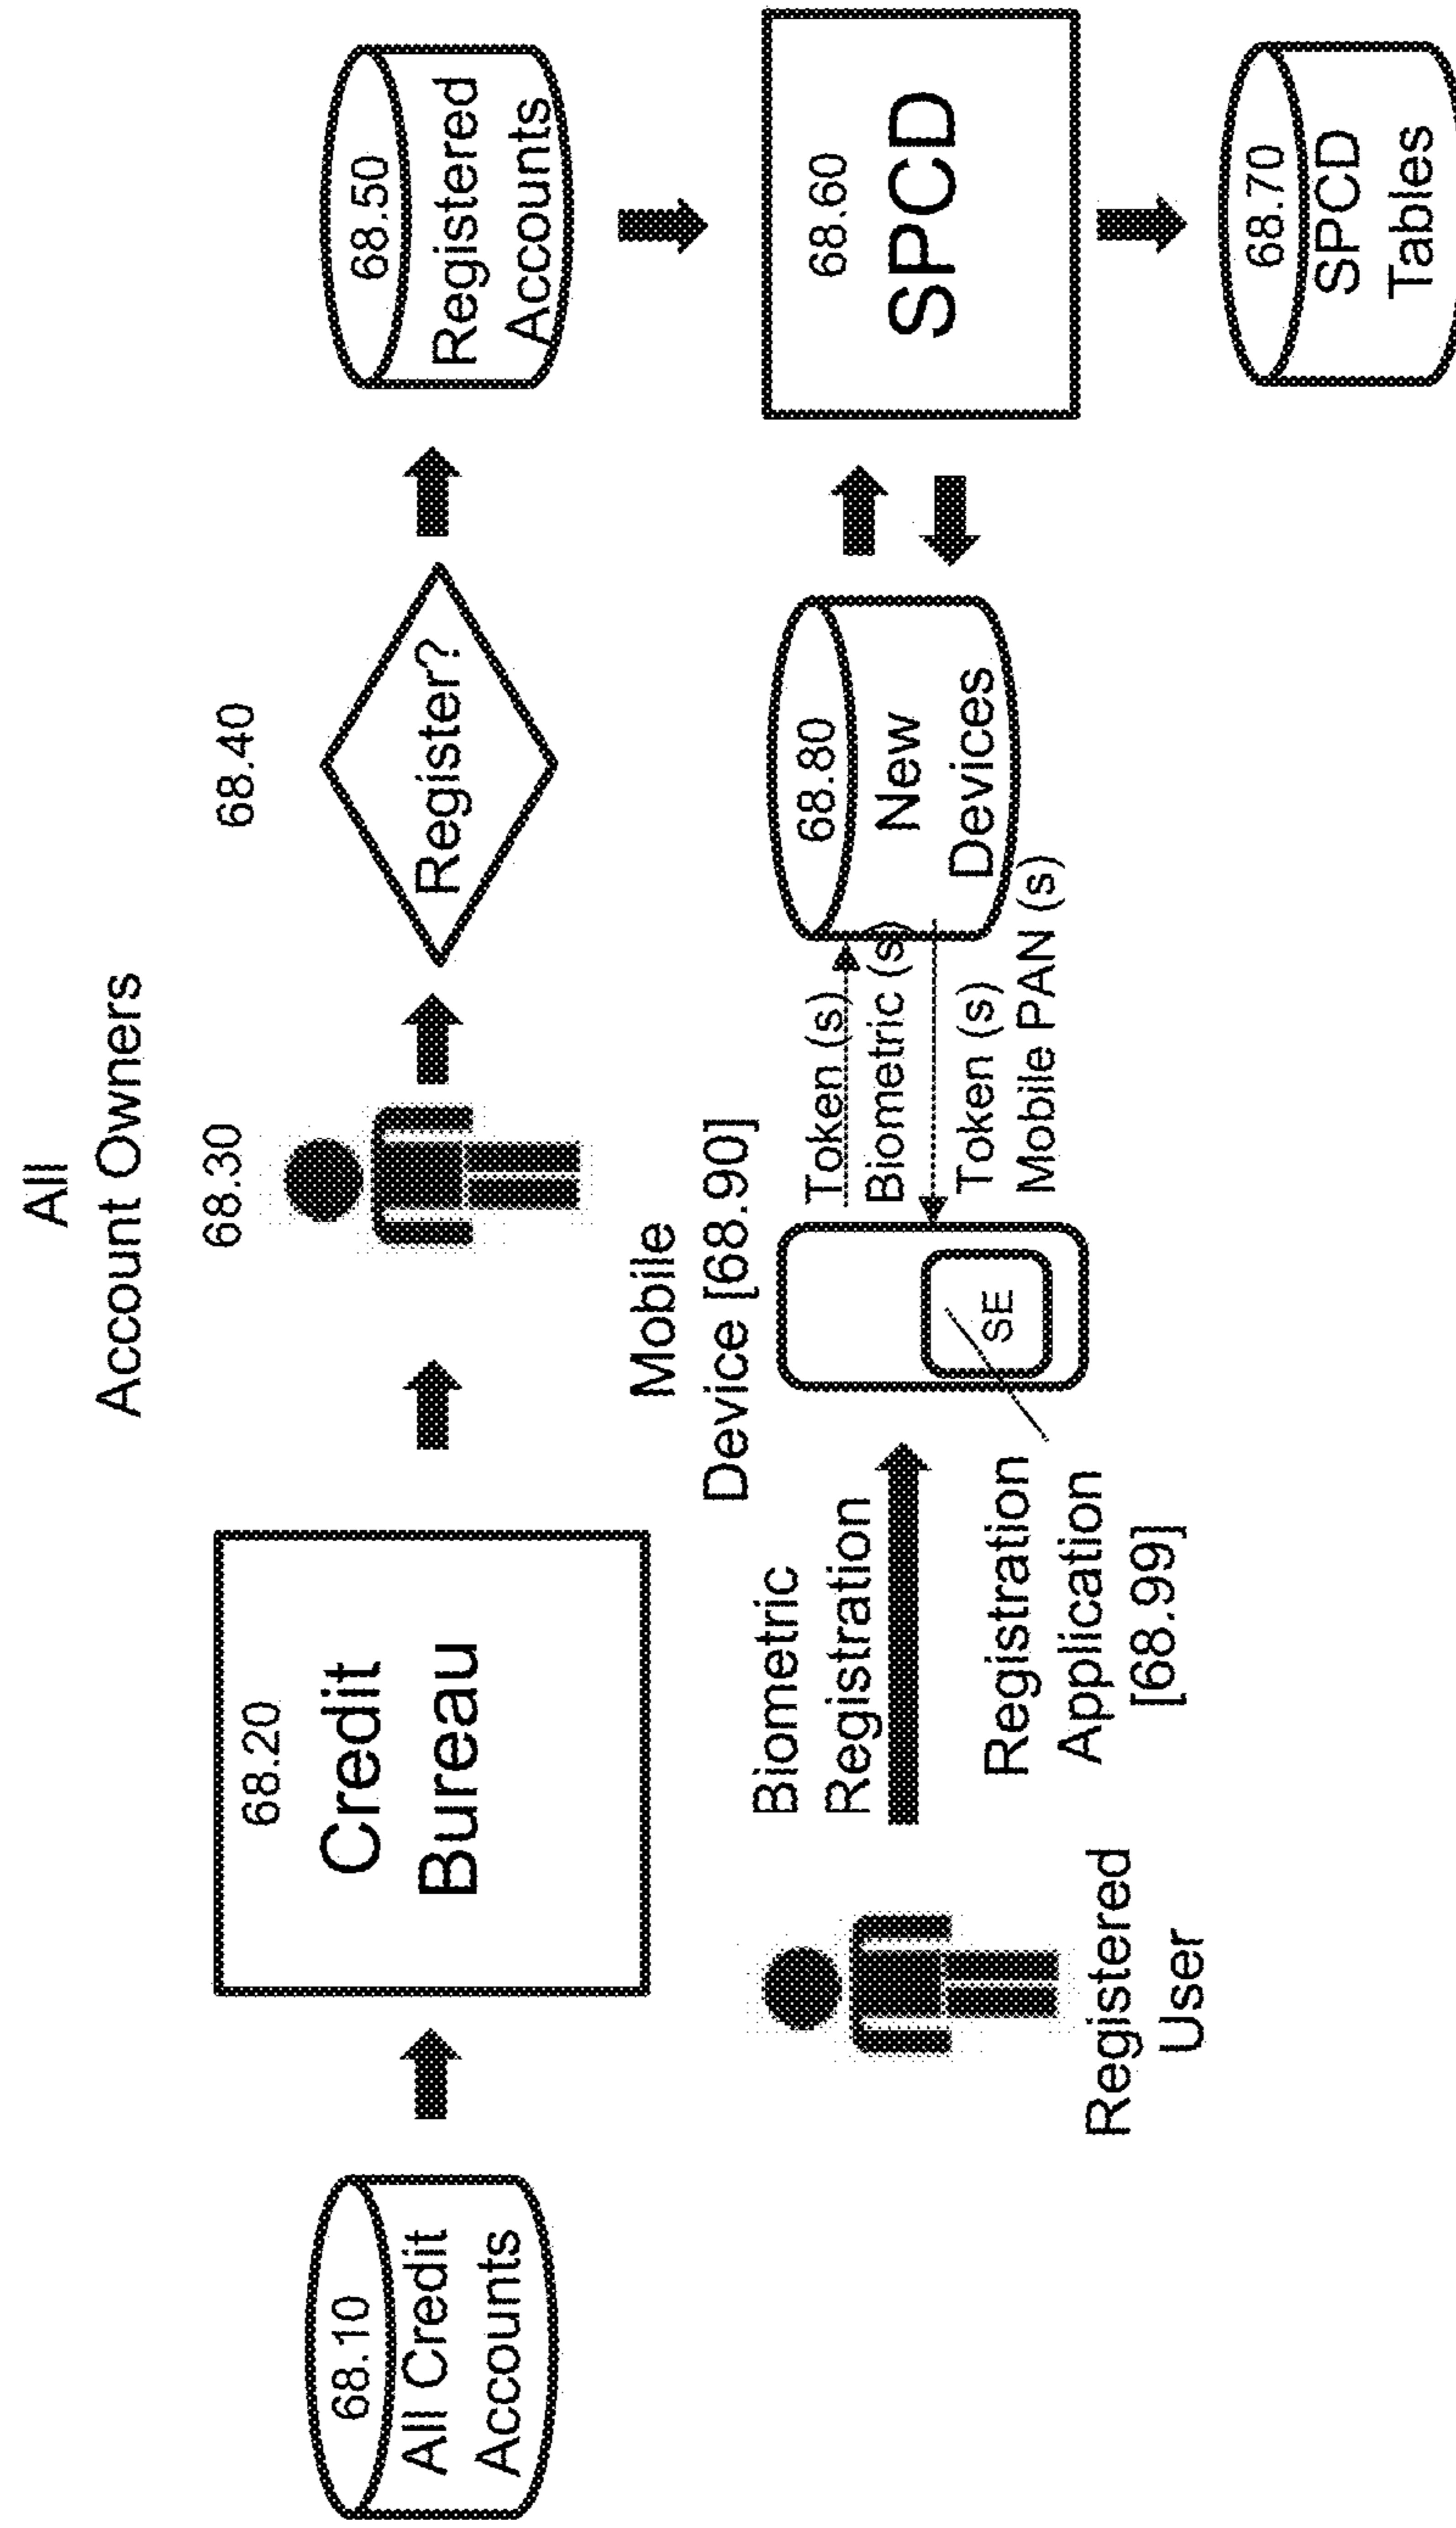 All
Account Owners
68.10
All Credit
Accounts
68.20
Credit
Bureau
68.30
68.40
Register?
68.50
Registered
Accounts
Registered
User
Biometric
Registration
Registration
Application
[68.99]
Mobile
Device [68.90]
SE
Token (s)
Biometric (s)
Token (s)
Mobile PAN (s)
68.80
New
Devices
68.60
SPCD
68.70
SPCD
Tables